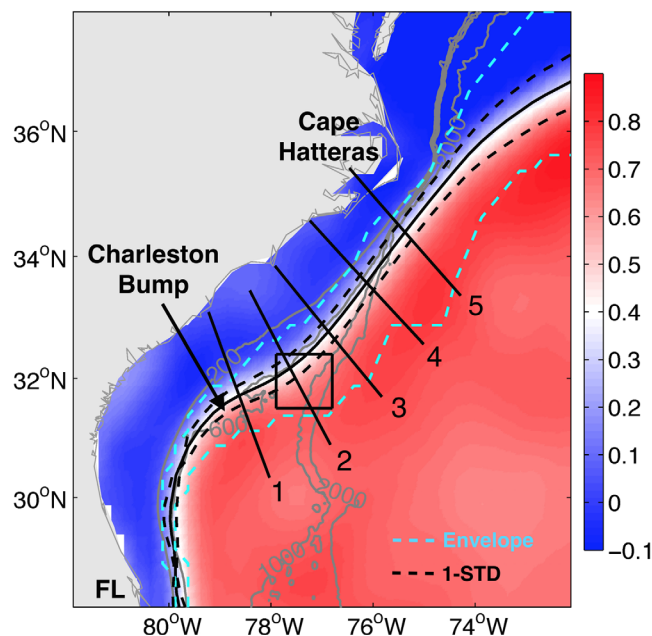 36°N
34°N
32°N
30°N
Cape
Hatteras
Charleston
Bump
200
600
1000
2000
3000
1
2
3
4
5
Envelope
1-STD
FL
80°W
78°W
76°W
74°W
0.8
0.7
0.6
0.5
0.4
0.3
0.2
0.1
0
-0.1